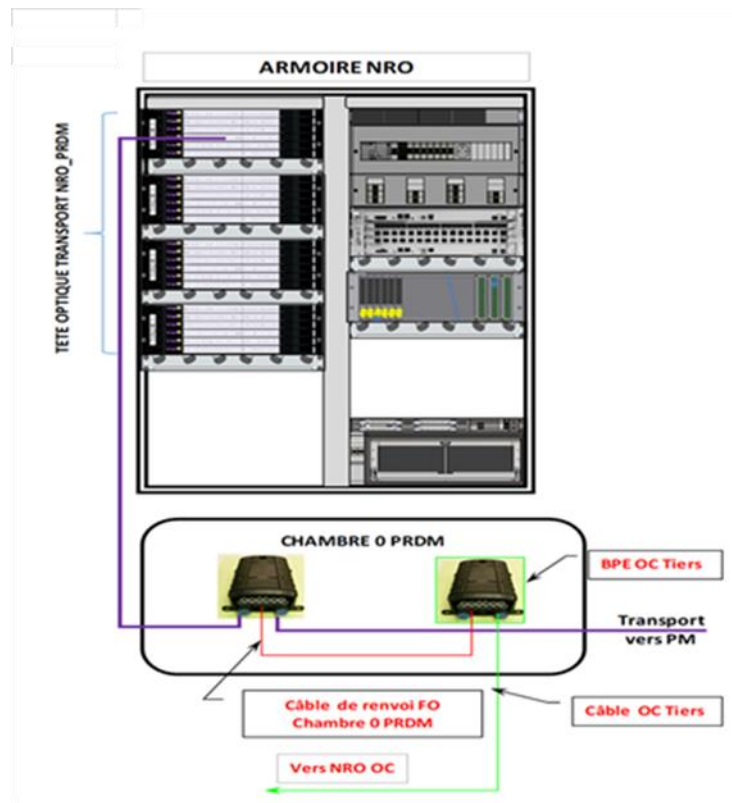 ARMOIRE NRO
TETE OPTIQUE TRANSPORT NRO_PRDM
CHAMBRE 0 PRDM
BPE OC Tiers
Transport
vers PM
Câble de renvoi FO
Chambre 0 PRDM
Câble OC Tiers
Vers NRO OC